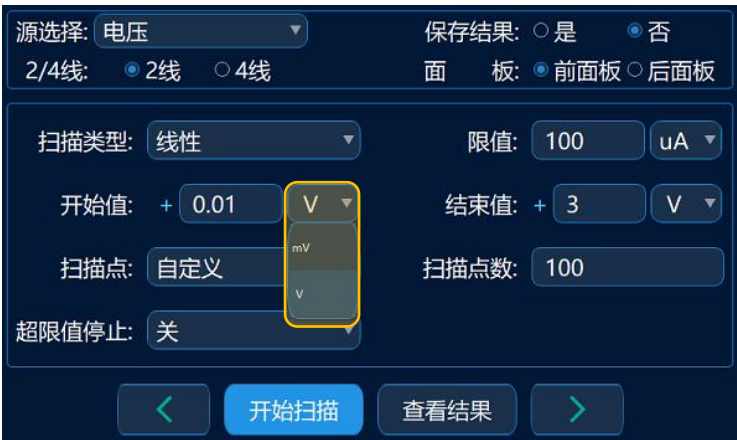 源选择: 电压 保存结果: 是 否
2/4线: 2线 4线 面 板: 前面板 后面板
扫描类型: 线性 限值: 100 uA
开始值: + 0.01 V 结束值: + 3 V
mV
扫描点: 自定义 扫描点数: 100
V
超限值停止: 关
开始扫描 查看结果